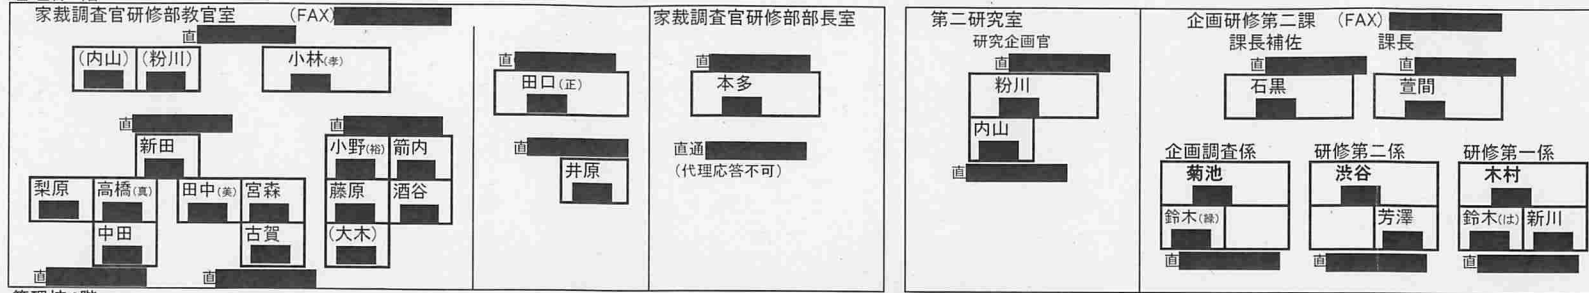 家裁調査官研修部教官室 (FAX)
直
(内山) (粉川) 小林(孝)
直 直
新田 小野(裕) 箭内
梨原 高橋(真) 田中(美) 宮森 藤原 酒谷
中田 古賀 (大木)
直 直
直
田口(正)
直
井原
家裁調査官研修部部長室
直
本多
直通
(代理応答不可)
第二研究室
研究企画官
直
粉川
内山
直
企画研修第二課 (FAX)
課長補佐 課長
直 直
石黒 萱間
企画調査係 研修第二係 研修第一係
菊池 渋谷 木村
鈴木(緑) 芳澤 鈴木(は) 新川
直 直 直